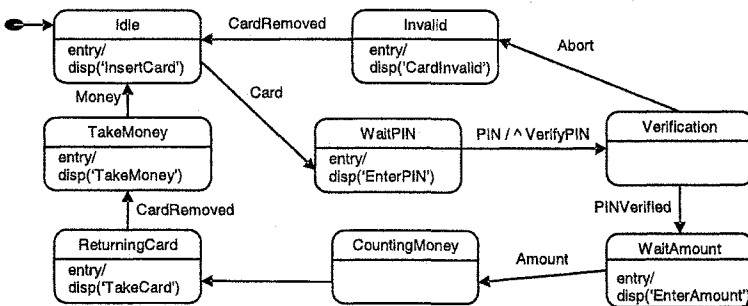 Idle
entry/
disp('InsertCard')
CardRemoved
Invalid
entry/
disp('CardInvalid')
Abort
Money
Card
TakeMoney
entry/
disp('TakeMoney')
WaitPIN
entry/
disp('EnterPIN')
PIN / ^ VerifyPIN
Verification
CardRemoved
PINVerified
ReturningCard
entry/
disp('TakeCard')
CountingMoney
Amount
WaitAmount
entry/
disp('EnterAmount')